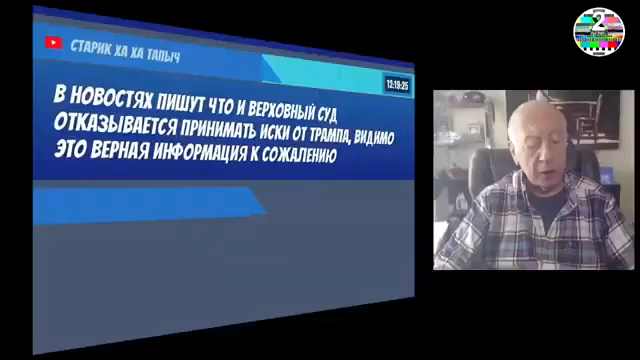 СТАРИК ХА ХА ТАПЫЧ
12:19:25
В НОВОСТЯХ ПИШУТ ЧТО И ВЕРХОВНЫЙ СУД
ОТКАЗЫВАЕТСЯ ПРИНИМАТЬ ИСКИ ОТ ТРАМПА, ВИДИМО
ЭТО ВЕРНАЯ ИНФОРМАЦИЯ К СОЖАЛЕНИЮ
2